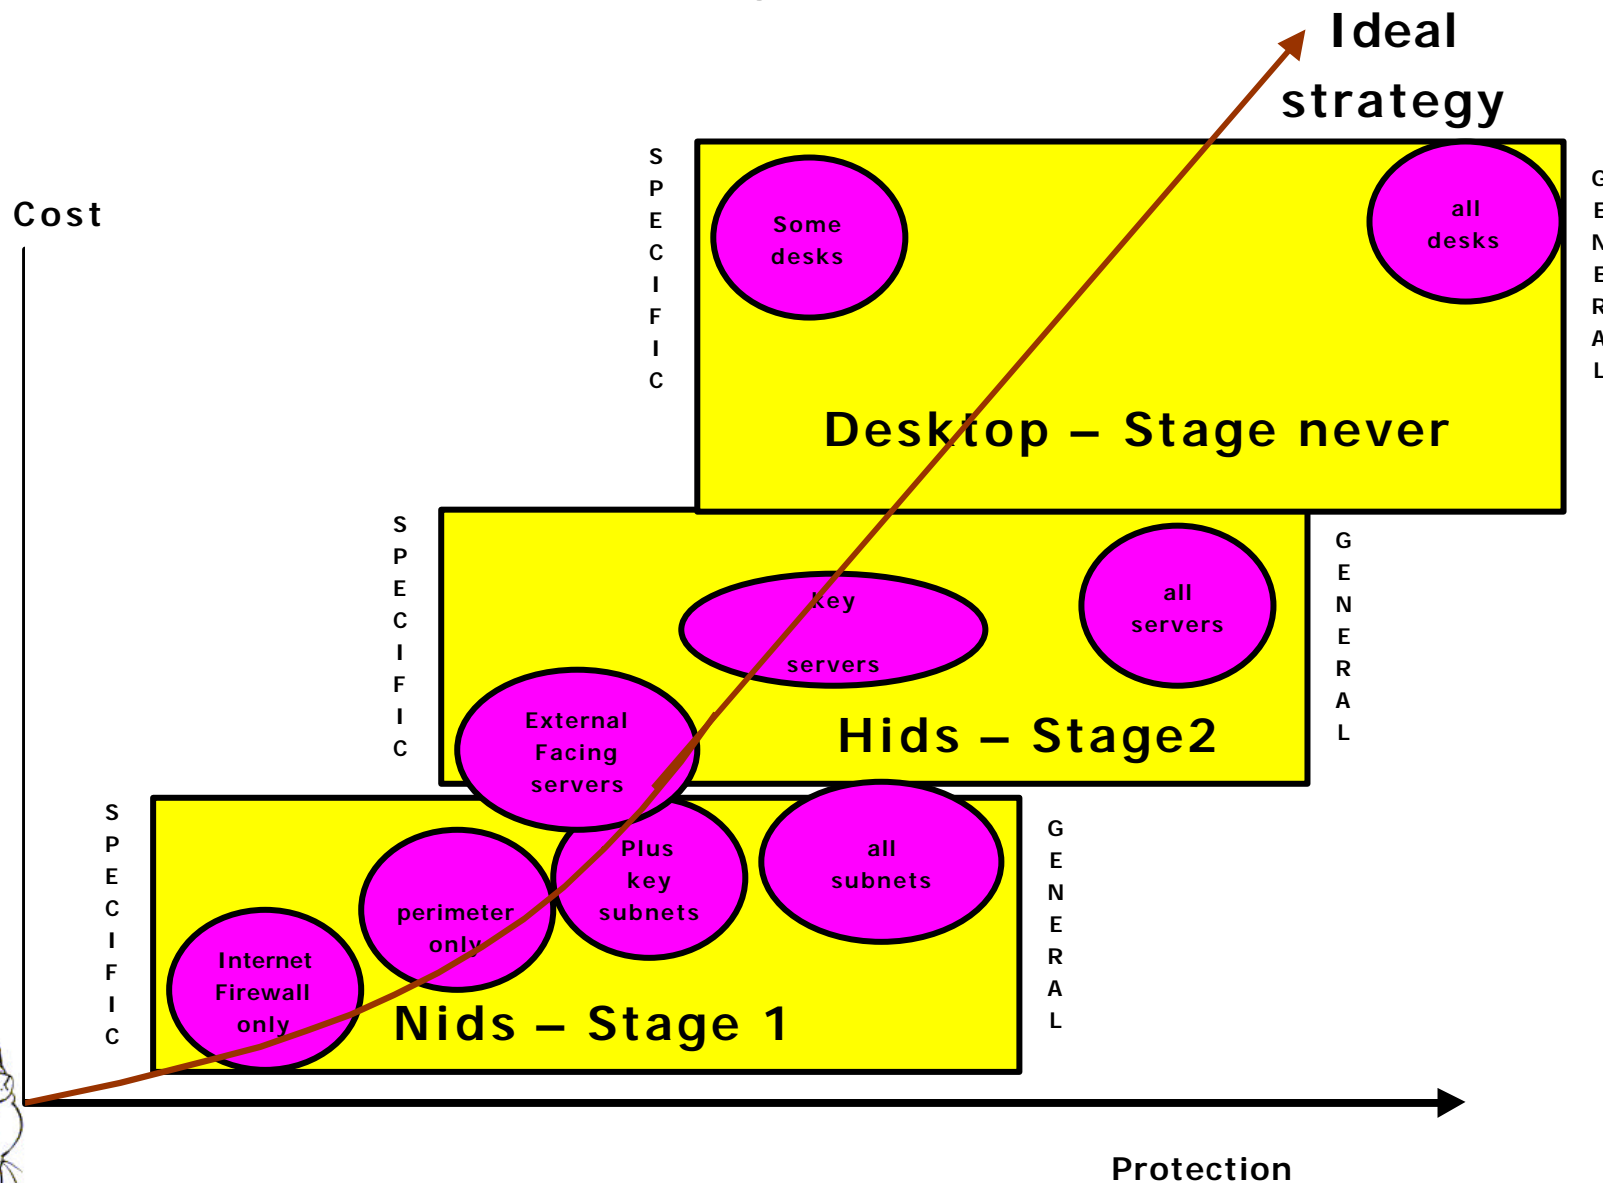 Ideal
strategy
Cost
SPECIFIC
Some
desks
all
desks
GENERAL
Desktop – Stage never
SPECIFIC
key
servers
all
servers
GENERAL
External
Facing
servers
Hids – Stage2
SPECIFIC
Internet
Firewall
only
perimeter
only
Plus
key
subnets
all
subnets
GENERAL
Nids – Stage 1
Protection